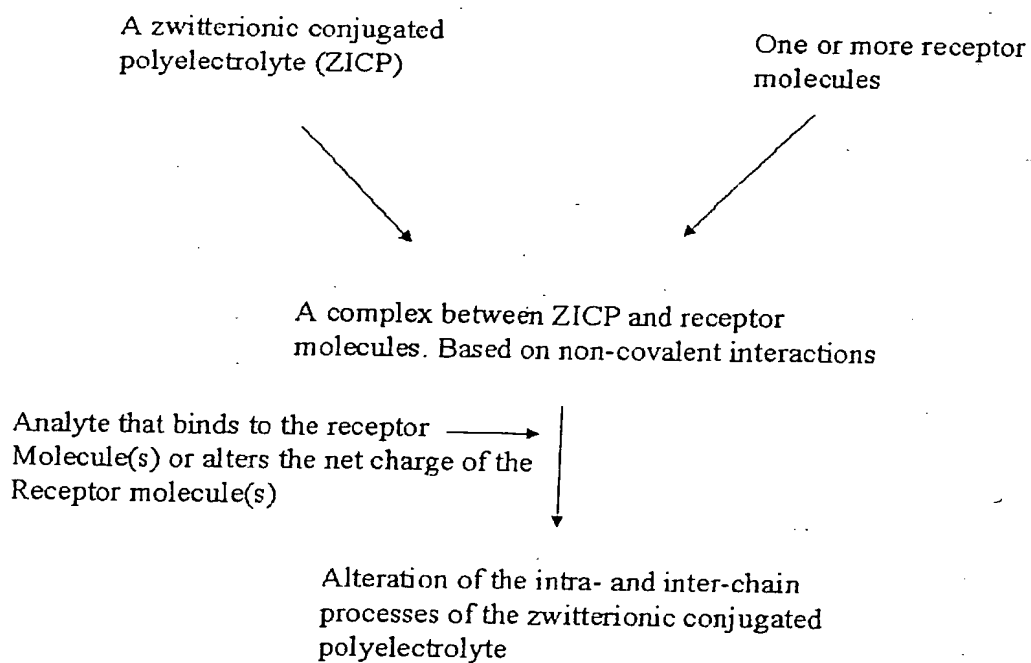 A zwitterionic conjugated
polyelectrolyte (ZICP)
One or more receptor
molecules
A complex between ZICP and receptor
molecules. Based on non-covalent interactions
Analyte that binds to the receptor
Molecule(s) or alters the net charge of the
Receptor molecule(s)
Alteration of the intra- and inter-chain
processes of the zwitterionic conjugated
polyelectrolyte